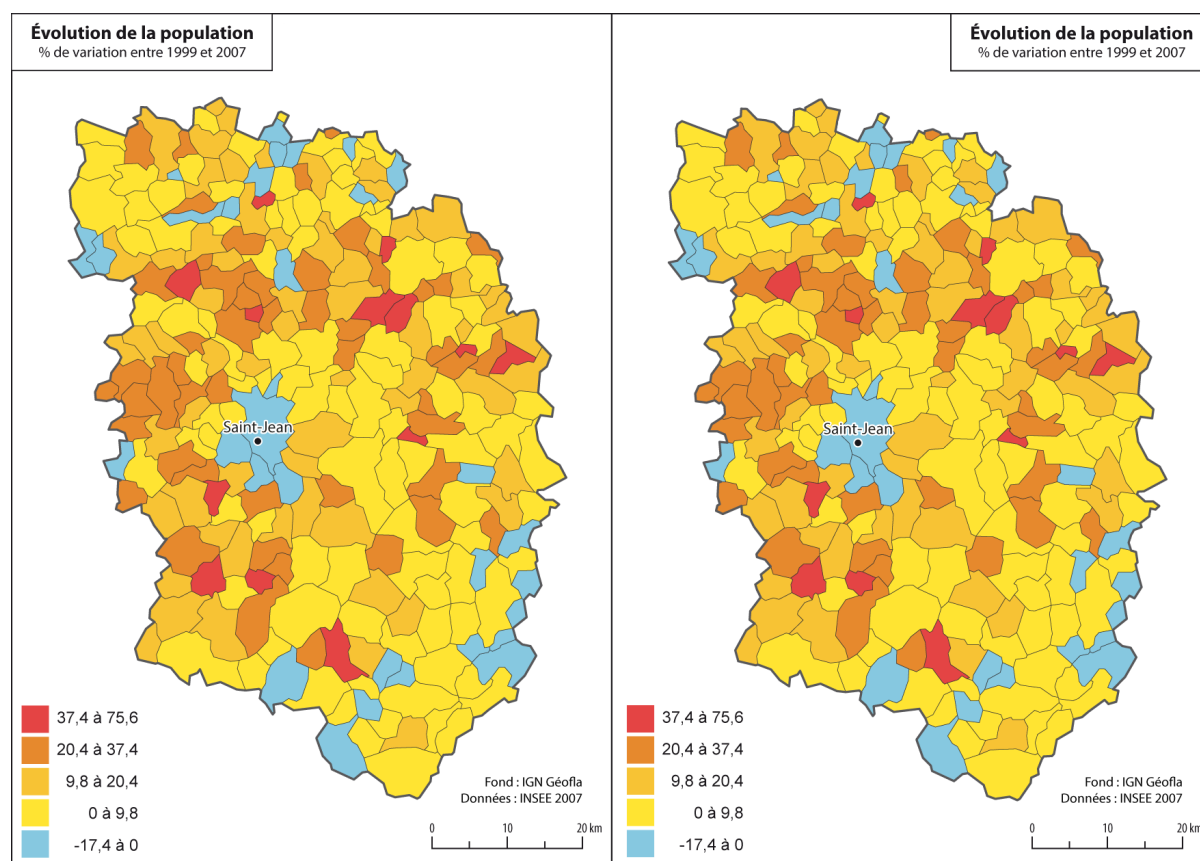 Évolution de la population
% de variation entre 1999 et 2007
Saint-Jean
37,4 à 75,6
20,4 à 37,4
9,8 à 20,4
0 à 9,8
-17,4 à 0
Fond : IGN Géofla
Données : INSEE 2007
0 10 20 km
Évolution de la population
% de variation entre 1999 et 2007
Saint-Jean
37,4 à 75,6
20,4 à 37,4
9,8 à 20,4
0 à 9,8
-17,4 à 0
Fond : IGN Géofla
Données : INSEE 2007
0 10 20 km